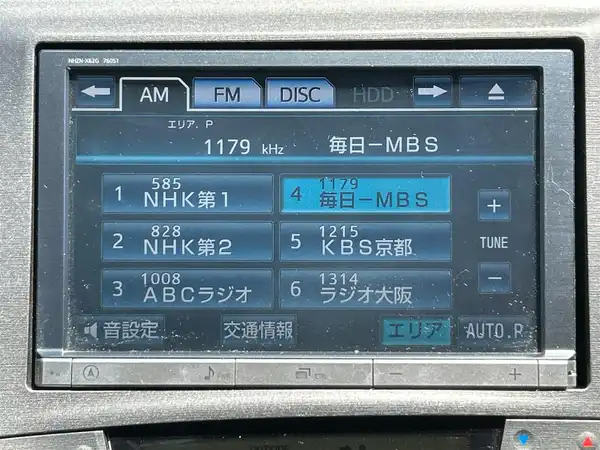 NHZN-X62G 76051
AM FM DISC HDD
エリア. P
1179 kHz 毎日-MBS
1 585 NHK第1
4 1179 毎日-MBS
2 828 NHK第2
5 1215 KBS京都
3 1008 ABCラジオ
6 1314 ラジオ大阪
+
TUNE
-
音設定 交通情報 エリア AUTO.R
- +